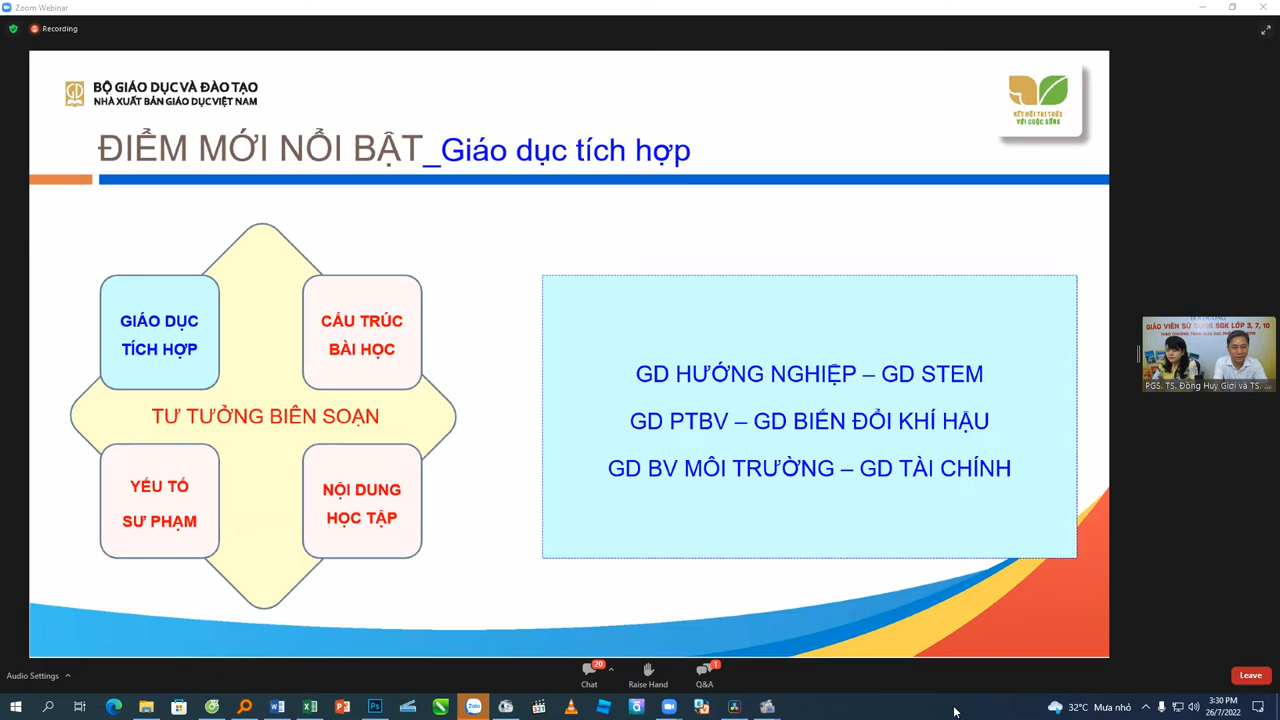 Zoom Webinar
Recording
BỘ GIÁO DỤC VÀ ĐÀO TẠO
NHÀ XUẤT BẢN GIÁO DỤC VIỆT NAM
KẾT NỐI TRI THỨC
VỚI CUỘC SỐNG
ĐIỂM MỚI NỔI BẬT_Giáo dục tích hợp
GIÁO DỤC
TÍCH HỢP
CẤU TRÚC
BÀI HỌC
TƯ TƯỞNG BIÊN SOẠN
YẾU TỐ
SƯ PHẠM
NỘI DUNG
HỌC TẬP
GD HƯỚNG NGHIỆP – GD STEM
GD PTBV – GD BIẾN ĐỔI KHÍ HẬU
GD BV MÔI TRƯỜNG – GD TÀI CHÍNH
GIÁO VIÊN SỬ DỤNG SGK LỚP 3, 7, 10
PGS. TS. Đồng Huy Giới và TS. ...
Audio Settings
20
Chat
Raise Hand
1
Q&A
Leave
32°C Mưa nhỏ
3:30 PM
26/7/2022